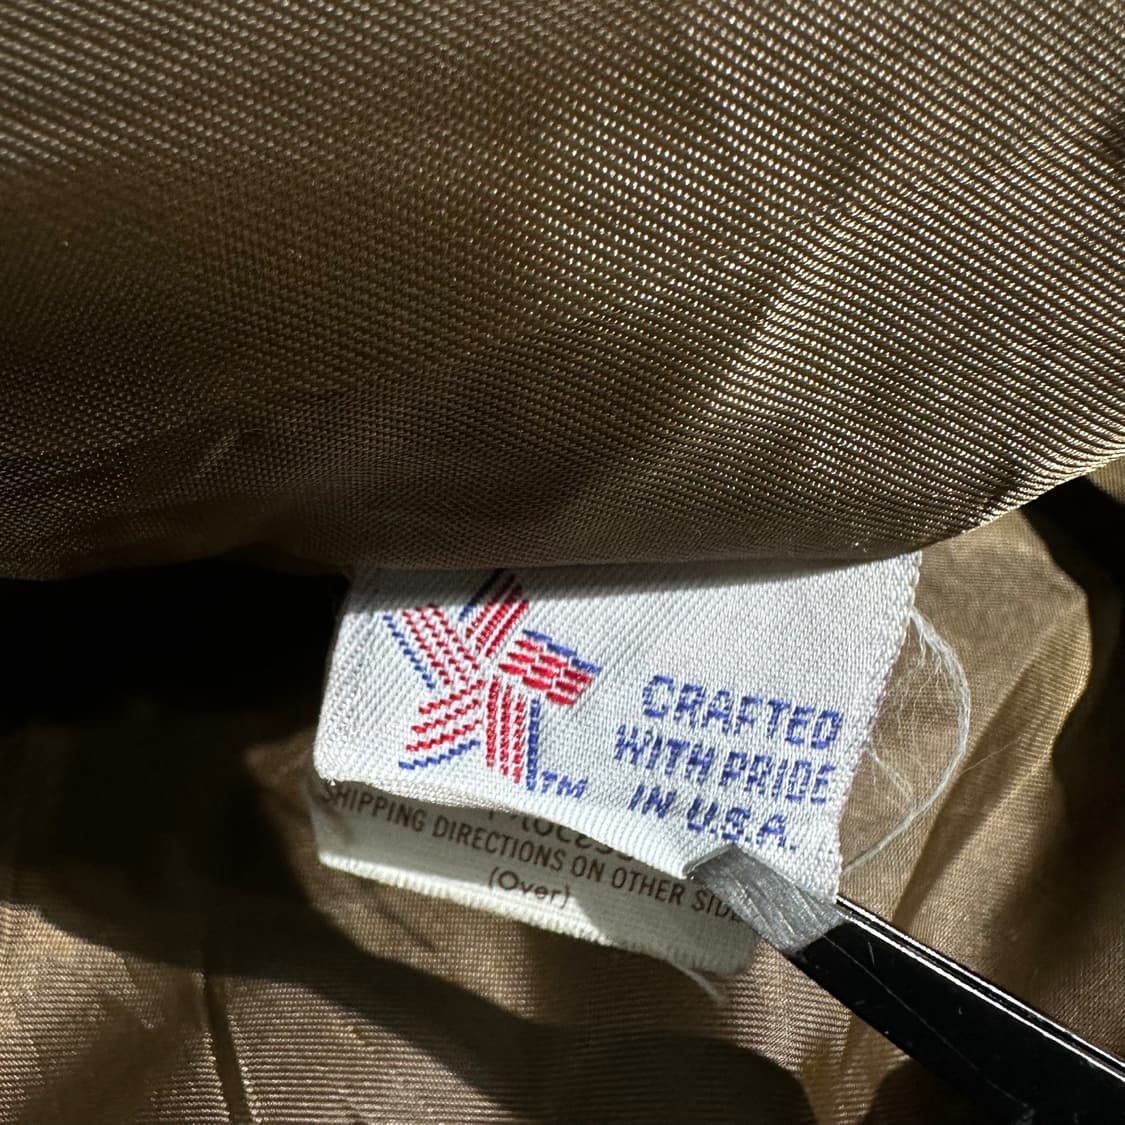 CRAFTED
WITH PRIDE
IN U.S.A.
TM
SHIPPING DIRECTIONS ON OTHER SIDE
(Over)